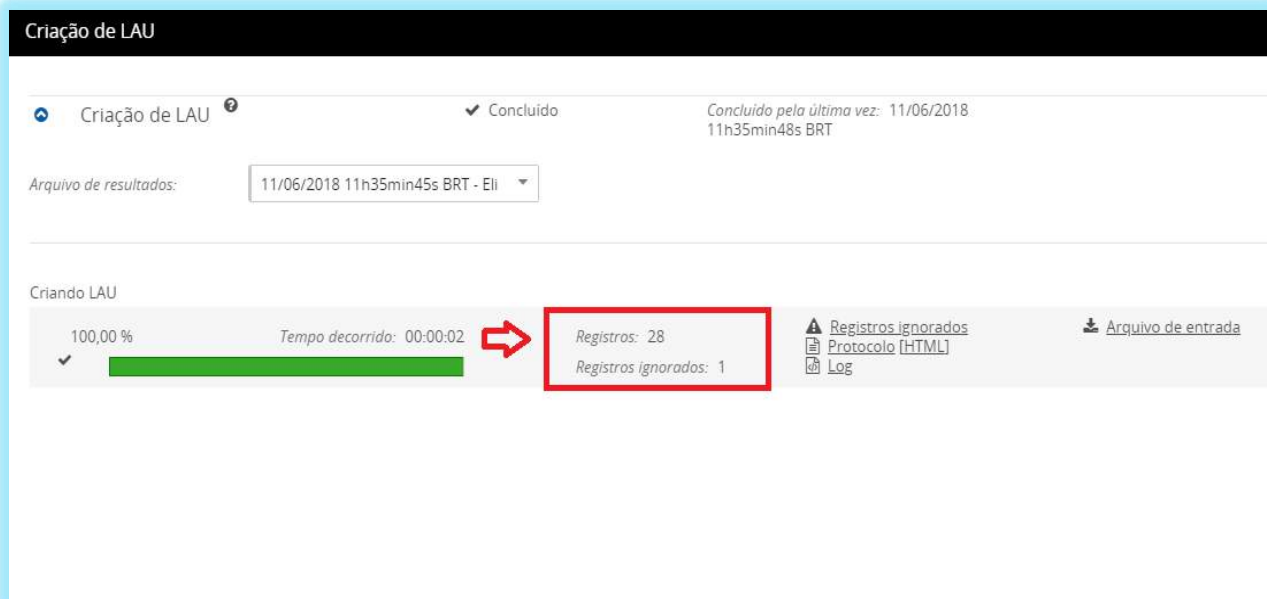 Criação de LAU
Criação de LAU
Concluído
Concluído pela última vez: 11/06/2018
11h35min48s BRT
Arquivo de resultados:
11/06/2018 11h35min45s BRT - Eli
Criando LAU
100,00 %
Tempo decorrido: 00:00:02
Registros: 28
Registros ignorados: 1
Registros ignorados
Protocolo [HTML]
Log
Arquivo de entrada